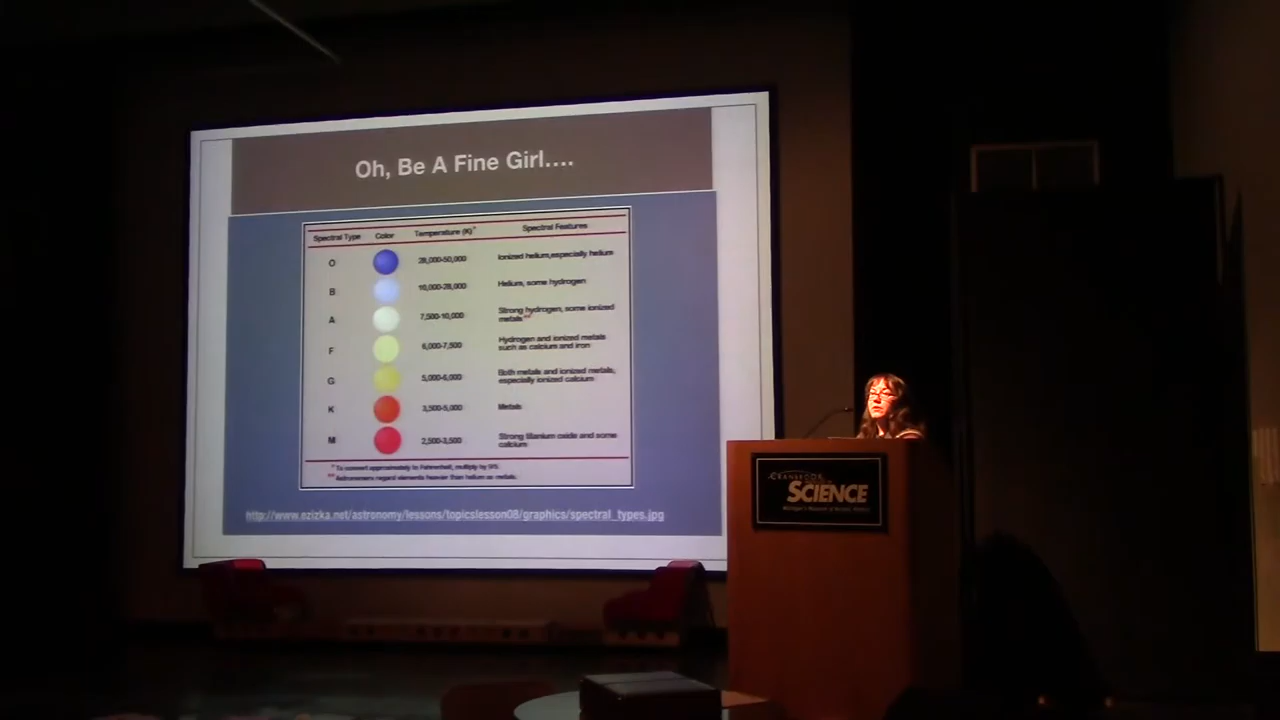 Oh, Be A Fine Girl....
Spectral Type Color Temperature (K)* Spectral Features
O 28,000-50,000 Ionized helium,especially helium
B 10,000-28,000 Helium, some hydrogen
A 7,500-10,000 Strong hydrogen, some ionized
metals**
F 6,000-7,500 Hydrogen and ionized metals
such as calcium and iron
G 5,000-6,000 Both metals and ionized metals,
especially ionized calcium
K 3,500-5,000 Metals
M 2,500-3,500 Strong titanium oxide and some
calcium
* To convert approximately to Fahrenheit, multiply by 9/5.
** Astronomers regard elements heavier than helium as metals.
http://www.ezizka.net/astronomy/lessons/topicslesson08/graphics/spectral_types.jpg
CRANBROOK
SCIENCE
Michigan's Museum of